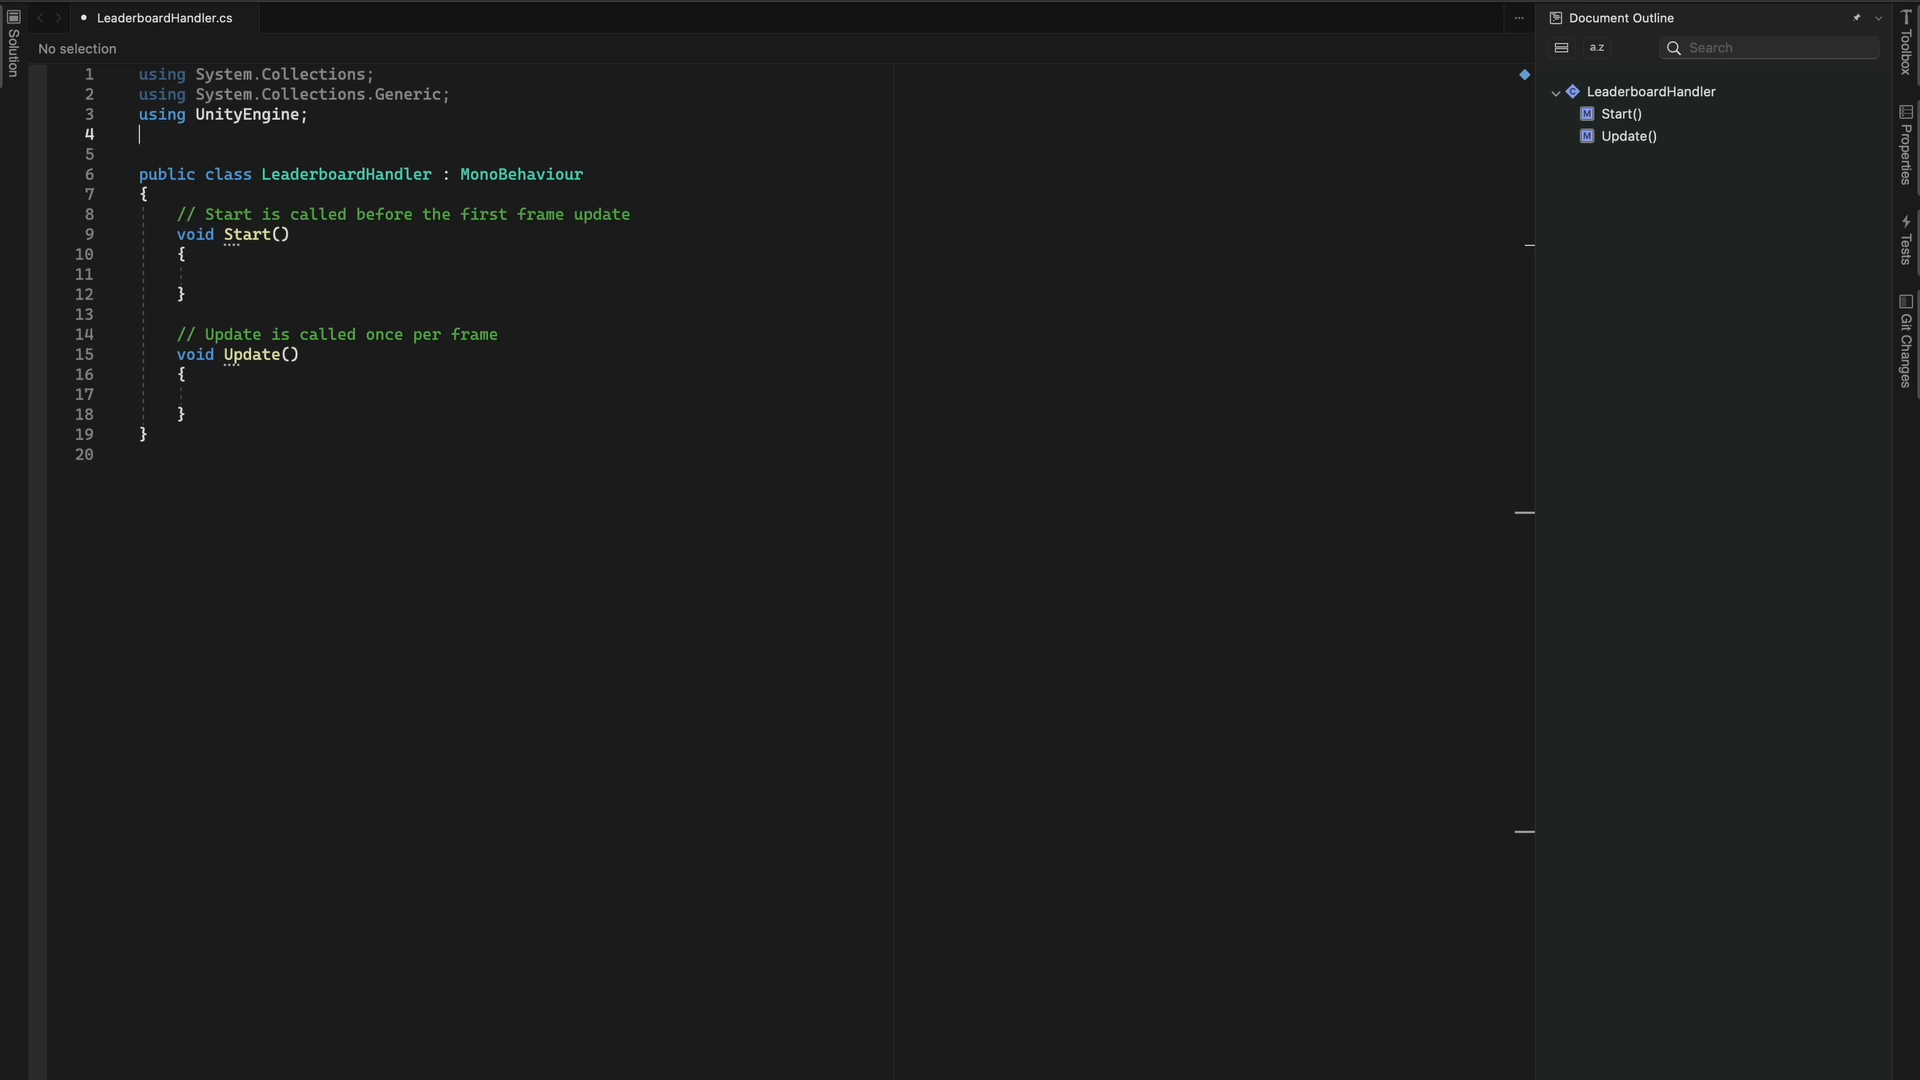 Solution
LeaderboardHandler.cs
No selection
1 using System.Collections;
2 using System.Collections.Generic;
3 using UnityEngine;
4
5
6 public class LeaderboardHandler : MonoBehaviour
7 {
8 // Start is called before the first frame update
9 void Start()
10 {
11
12 }
13
14 // Update is called once per frame
15 void Update()
16 {
17
18 }
19 }
20
Document Outline
a.z
Search
LeaderboardHandler
M Start()
M Update()
Toolbox
Properties
Tests
Git Changes